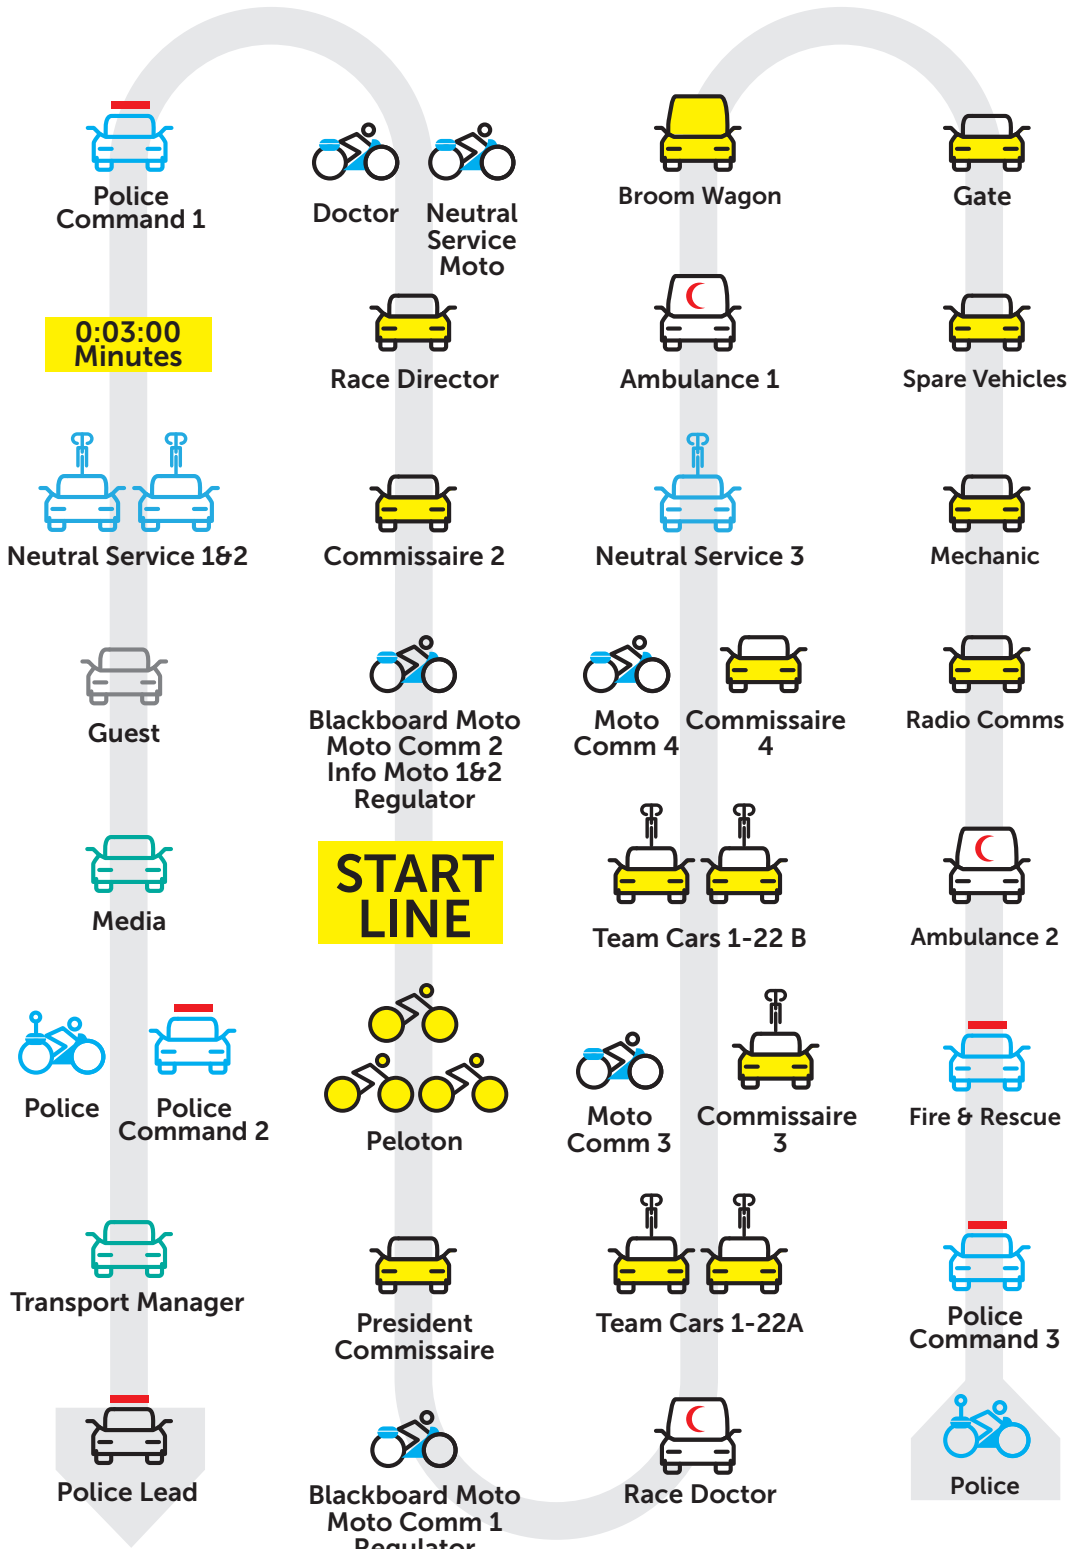 Police
Command 1
0:03:00
Minutes
Neutral Service 1&2
Guest
Media
Police
Police
Command 2
Transport Manager
Police Lead
Doctor
Neutral
Service
Moto
Race Director
Commissaire 2
Blackboard Moto
Moto Comm 2
Info Moto 1&2
Regulator
START
LINE
Peloton
President
Commissaire
Blackboard Moto
Moto Comm 1
Regulator
Broom Wagon
Ambulance 1
Neutral Service 3
Moto
Comm 4
Commissaire
4
Team Cars 1-22 B
Moto
Comm 3
Commissaire
3
Team Cars 1-22A
Race Doctor
Gate
Spare Vehicles
Mechanic
Radio Comms
Ambulance 2
Fire & Rescue
Police
Command 3
Police